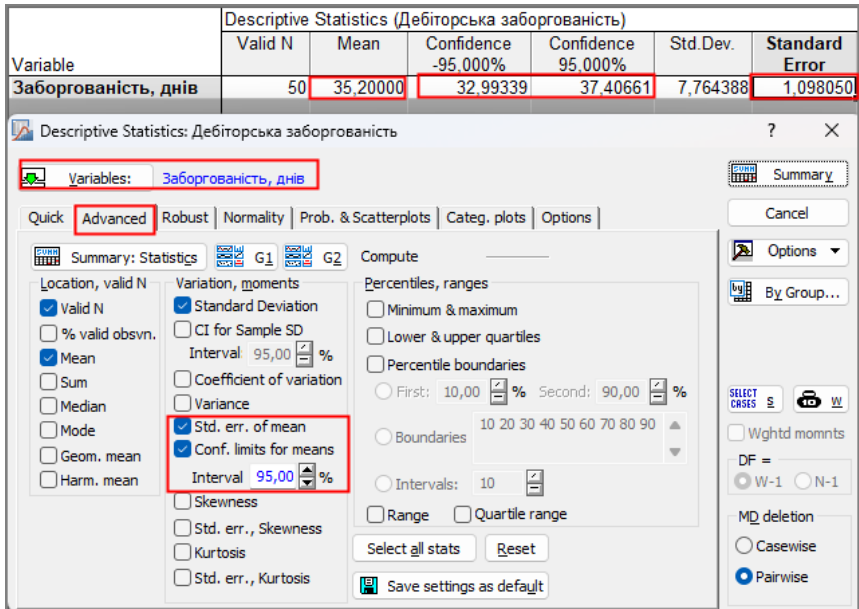 Descriptive Statistics (Дебіторська заборгованість)
Variable Valid N Mean Confidence -95,000% Confidence 95,000% Std.Dev. Standard Error
Заборгованість, днів 50 35,20000 32,99339 37,40661 7,764388 1,098050
Descriptive Statistics: Дебіторська заборгованість ? ×
Variables: Заборгованість, днів
Summary
Quick Advanced Robust Normality Prob. & Scatterplots Categ. plots Options
Cancel
Summary: Statistics G1 G2 Compute
Options
By Group...
Location, valid N
Valid N
% valid obsvn.
Mean
Sum
Median
Mode
Geom. mean
Harm. mean
Variation, moments
Standard Deviation
CI for Sample SD
Interval 95,00 %
Coefficient of variation
Variance
Std. err. of mean
Conf. limits for means
Interval 95,00 %
Skewness
Std. err., Skewness
Kurtosis
Std. err., Kurtosis
Percentiles, ranges
Minimum & maximum
Lower & upper quartiles
Percentile boundaries
First: 10,00 % Second: 90,00 %
Boundaries 10 20 30 40 50 60 70 80 90
Intervals: 10
Range Quartile range
Select all stats Reset
Save settings as default
SELECT CASES S W
Wghtd momnts
DF =
W-1 N-1
MD deletion
Casewise
Pairwise